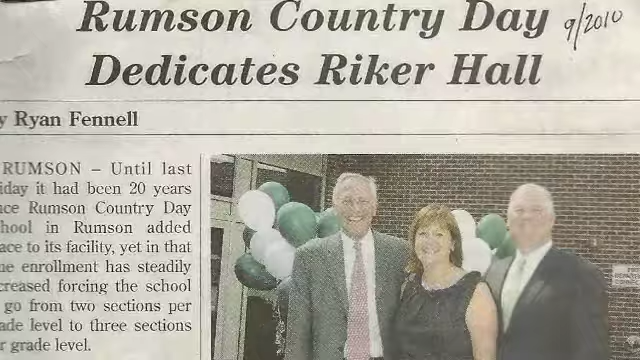 Rumson Country Day
9/2010
Dedicates Riker Hall
y Ryan Fennell
RUMSON – Until last
iday it had been 20 years
nce Rumson Country Day
hool in Rumson added
ace to its facility, yet in that
me enrollment has steadily
creased forcing the school
go from two sections per
ade level to three sections
r grade level.